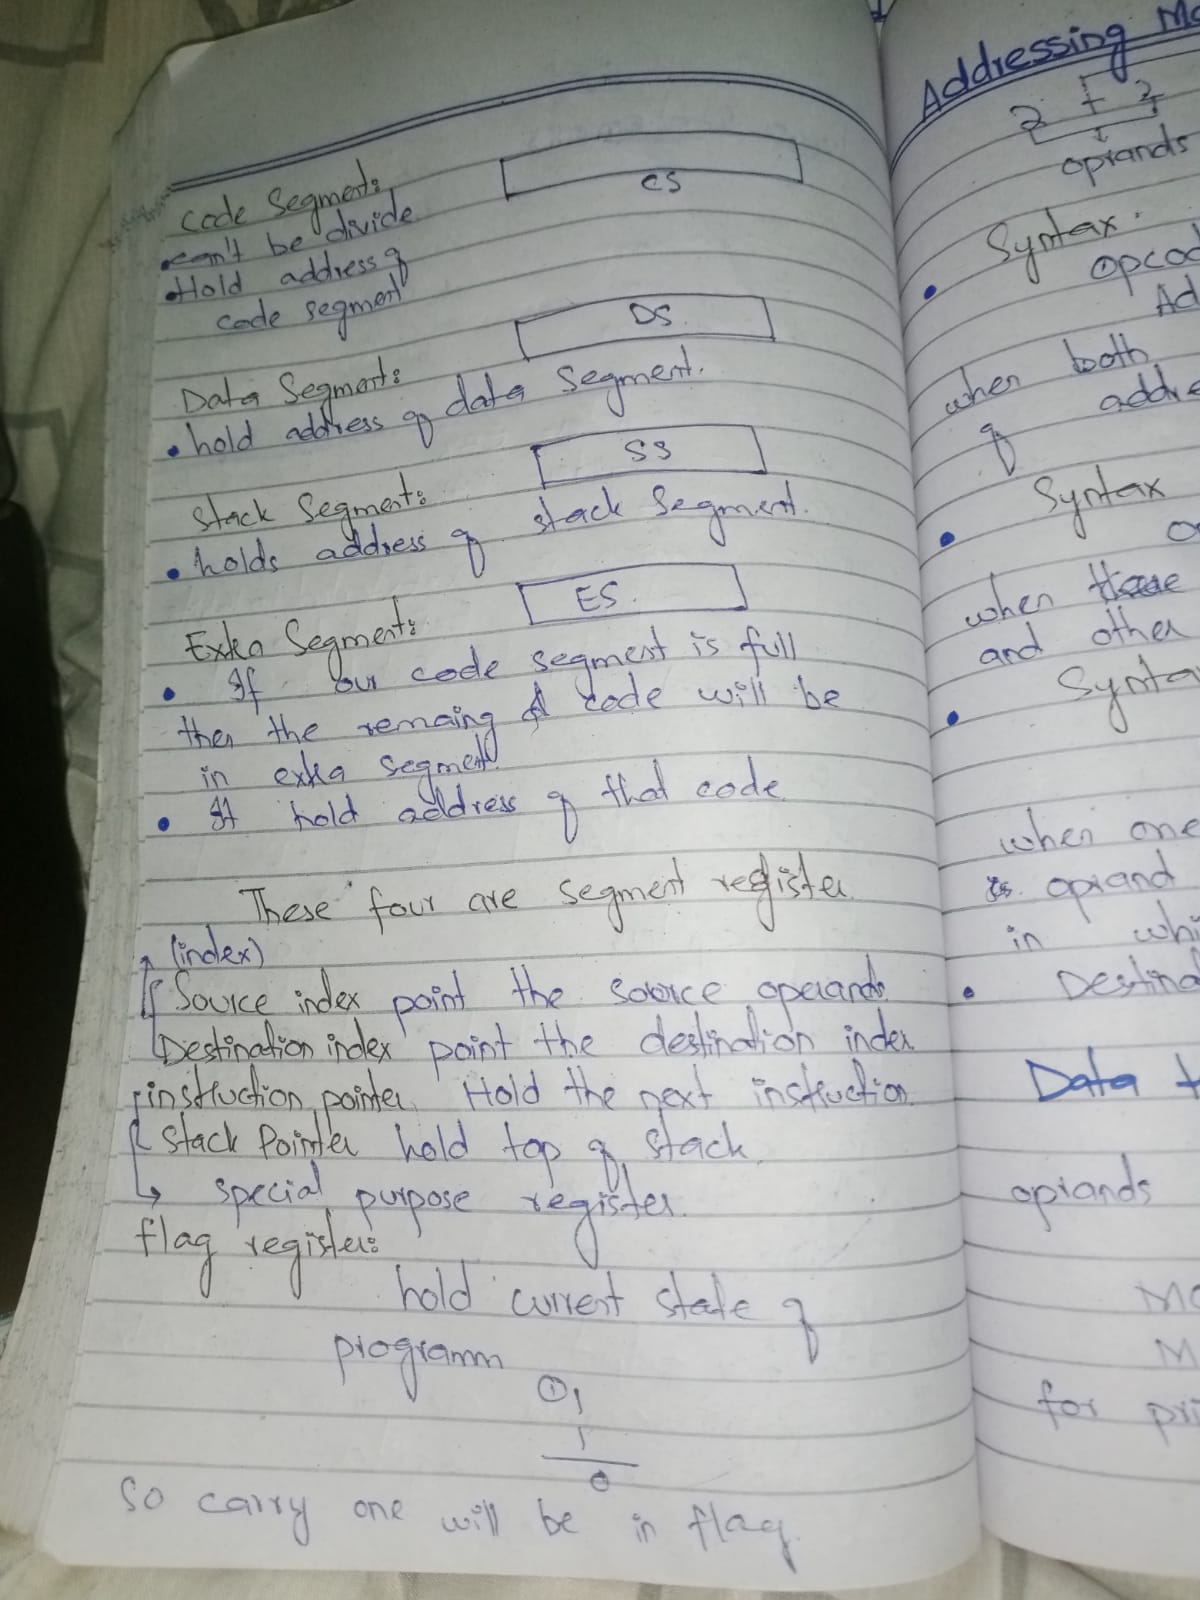 Code Segment:
CS
can't be divide
Hold address of
code segment
DS
Data Segment:
hold address of data segment.
SS
Stack Segment:
holds address of stack segment.
ES
Extra Segment:
If our code segment is full
then the remaing code will be
in extra segment.
It hold address of that code
These four are segment register
(index)
Source index point the source operands
Destination index point the destination index
instruction pointer Hold the next instruction.
Stack Pointer hold top of stack
special purpose register.
flag register:
hold current state of
programm
① 1
1
0
So carry one will be in flag.
Addressing Mo
2 + 2
oprands
Syntax.
opcod
Ad
when both
addre
of
Syntax
when
and other
Synta
when one
is oprand
in whi
Destina
Data t
oprands
Mo
M
for pri